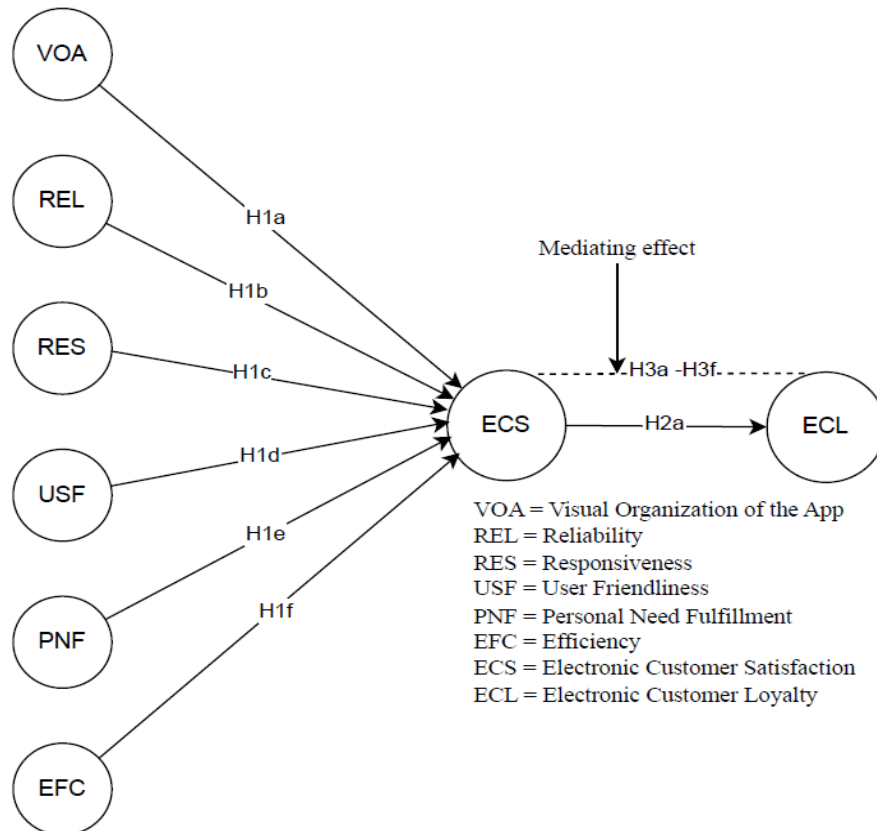 VOA
REL
RES
USF
PNF
EFC
H1a
H1b
H1c
H1d
H1e
H1f
Mediating effect
H3a -H3f
ECS
H2a
ECL
VOA = Visual Organization of the App
REL = Reliability
RES = Responsiveness
USF = User Friendliness
PNF = Personal Need Fulfillment
EFC = Efficiency
ECS = Electronic Customer Satisfaction
ECL = Electronic Customer Loyalty